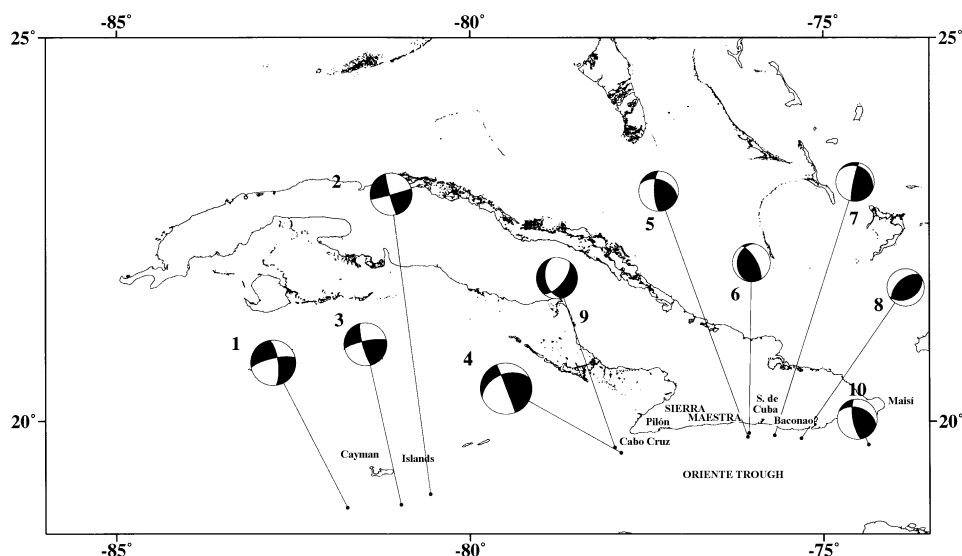 -85° -80° -75°
25° 25°
2
5
7
6
8
9
1
3
4
10
S. de
Maisí
SIERRA
Cuba
MAESTRA
Pilón
Baconao
20° 20°
Cabo Cruz
Cayman Islands
ORIENTE TROUGH
-85° -80° -75°